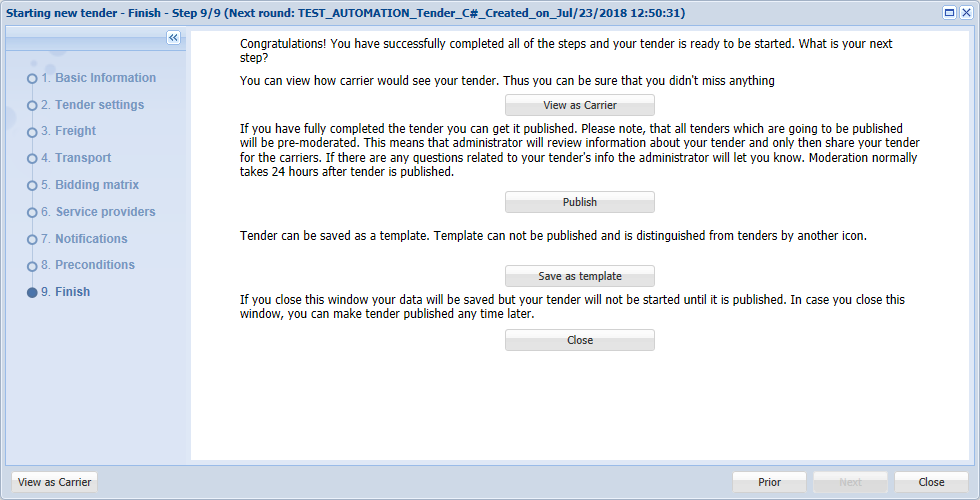 Starting new tender - Finish - Step 9/9 (Next round: TEST_AUTOMATION_Tender_C#_Created_on_Jul/23/2018 12:50:31)
1. Basic Information
2. Tender settings
3. Freight
4. Transport
5. Bidding matrix
6. Service providers
7. Notifications
8. Preconditions
9. Finish
Congratulations! You have successfully completed all of the steps and your tender is ready to be started. What is your next
step?
You can view how carrier would see your tender. Thus you can be sure that you didn't miss anything
View as Carrier
If you have fully completed the tender you can get it published. Please note, that all tenders which are going to be published
will be pre-moderated. This means that administrator will review information about your tender and only then share your tender
for the carriers. If there are any questions related to your tender's info the administrator will let you know. Moderation normally
takes 24 hours after tender is published.
Publish
Tender can be saved as a template. Template can not be published and is distinguished from tenders by another icon.
Save as template
If you close this window your data will be saved but your tender will not be started until it is published. In case you close this
window, you can make tender published any time later.
Close
View as Carrier
Prior
Next
Close